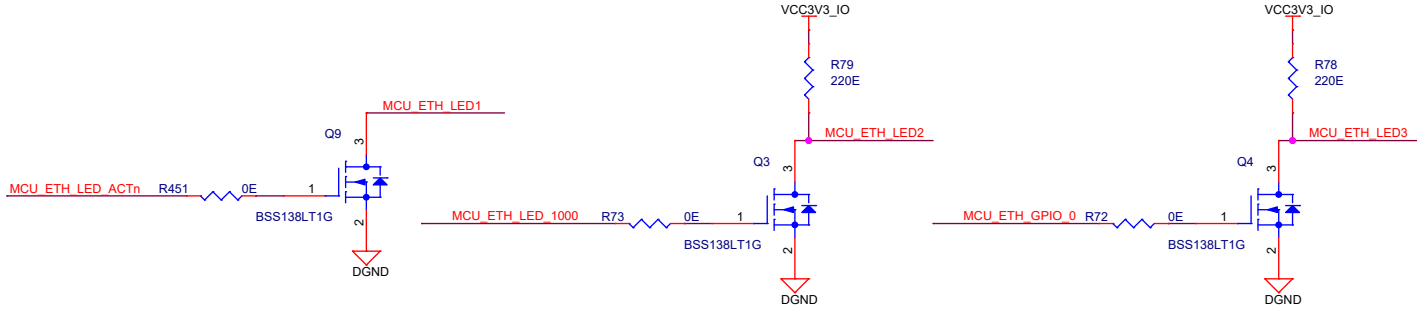 VCC3V3_IO
VCC3V3_IO
R79
220E
R78
220E
MCU_ETH_LED1
Q9
3
MCU_ETH_LED2
MCU_ETH_LED3
Q3
3
Q4
3
MCU_ETH_LED_ACTn R451 0E 1
BSS138LT1G
2
MCU_ETH_LED_1000 R73 0E 1
BSS138LT1G
2
MCU_ETH_GPIO_0 R72 0E 1
BSS138LT1G
2
DGND
DGND
DGND